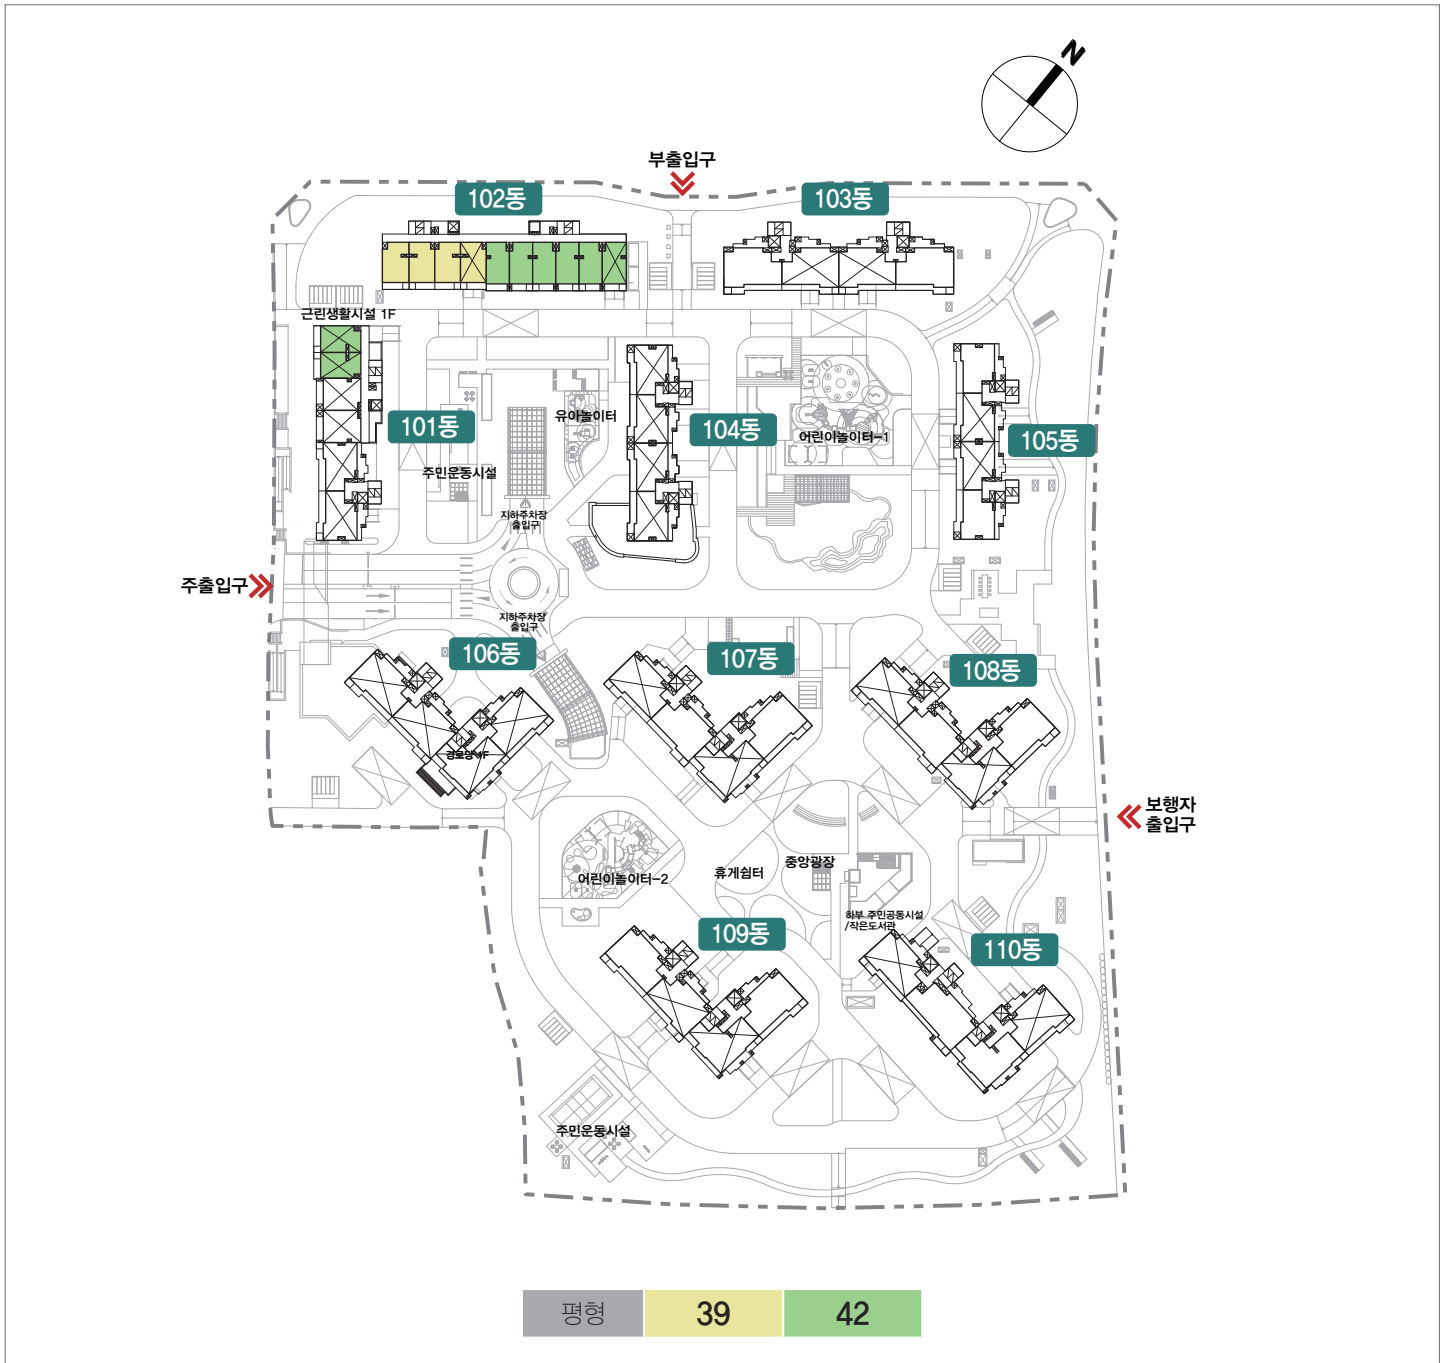 N
부출입구
102동
103동
근린생활시설 1F
101동
유아놀이터
104동
어린이놀이터-1
105동
주민운동시설
지하주차장
출입구
주출입구
지하주차장
출입구
106동
107동
108동
보행자
출입구
중앙광장
휴게쉼터
어린이놀이터-2
하부 주민공동시설
/작은도서관
109동
110동
주민운동시설
평형
39
42